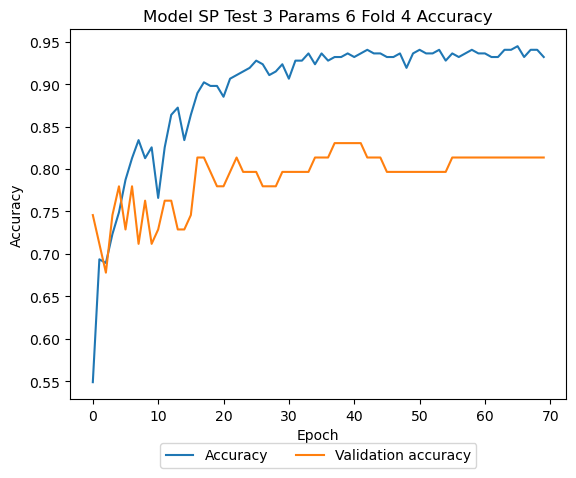 Model SP Test 3 Params 6 Fold 4 Accuracy
0.95
0.90
0.85
0.80
0.75
0.70
0.65
0.60
0.55
Accuracy
0 10 20 30 40 50 60 70
Epoch
Accuracy Validation accuracy